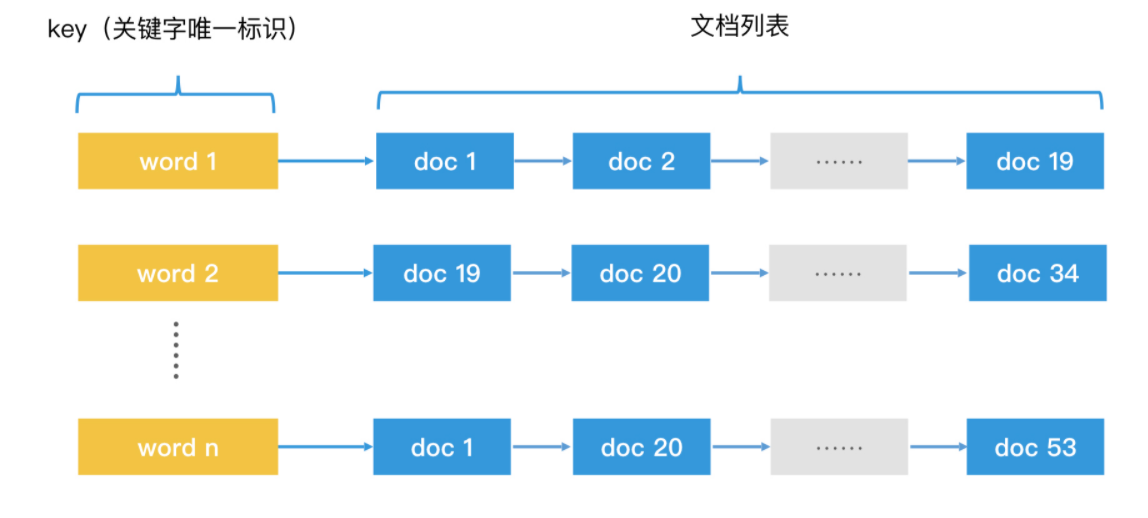 key（关键字唯一标识）
文档列表
word 1 doc 1 doc 2 …… doc 19
word 2 doc 19 doc 20 …… doc 34
word n doc 1 doc 20 …… doc 53